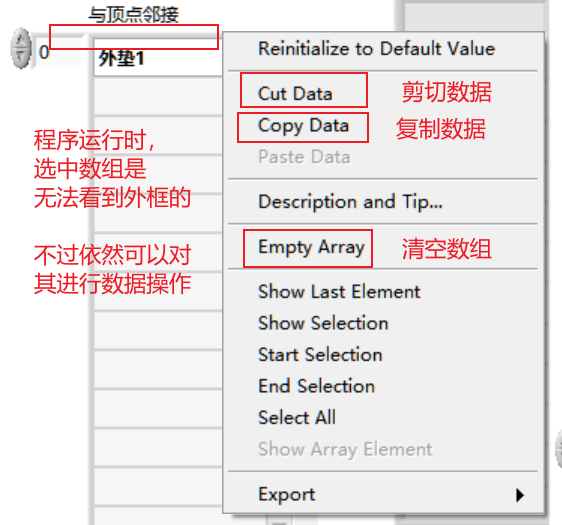 与顶点邻接
0
外垫1
程序运行时，
选中数组是
无法看到外框的
不过依然可以对
其进行数据操作
Reinitialize to Default Value
Cut Data
剪切数据
Copy Data
复制数据
Paste Data
Description and Tip...
Empty Array
清空数组
Show Last Element
Show Selection
Start Selection
End Selection
Select All
Show Array Element
Export